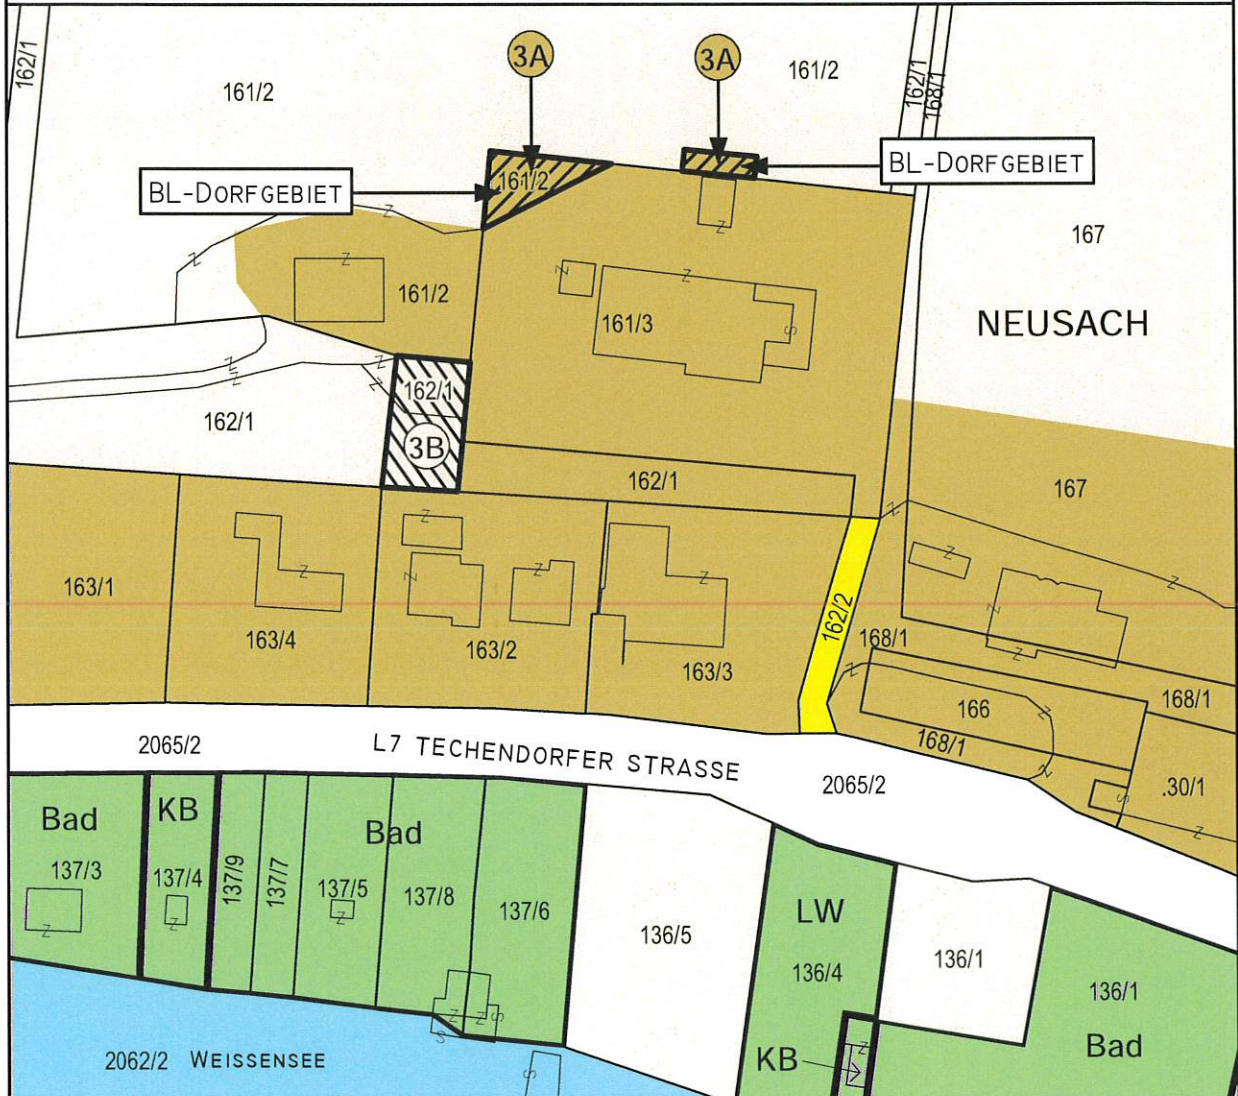 162/1
161/2
3A
3A
161/2
162/1
168/1
BL-DORFGEBIET
161/2
BL-DORFGEBIET
167
161/2
161/3
NEUSACH
162/1
162/1
3B
162/1
167
163/1
163/4
163/2
163/3
162/2
168/1
166
168/1
168/1
.30/1
2065/2
L7 TECHENDORFER STRASSE
2065/2
Bad
137/3
KB
137/4
137/9
137/7
Bad
137/5
137/8
137/6
136/5
LW
136/4
136/1
136/1
Bad
KB
2062/2 WEISSENSEE